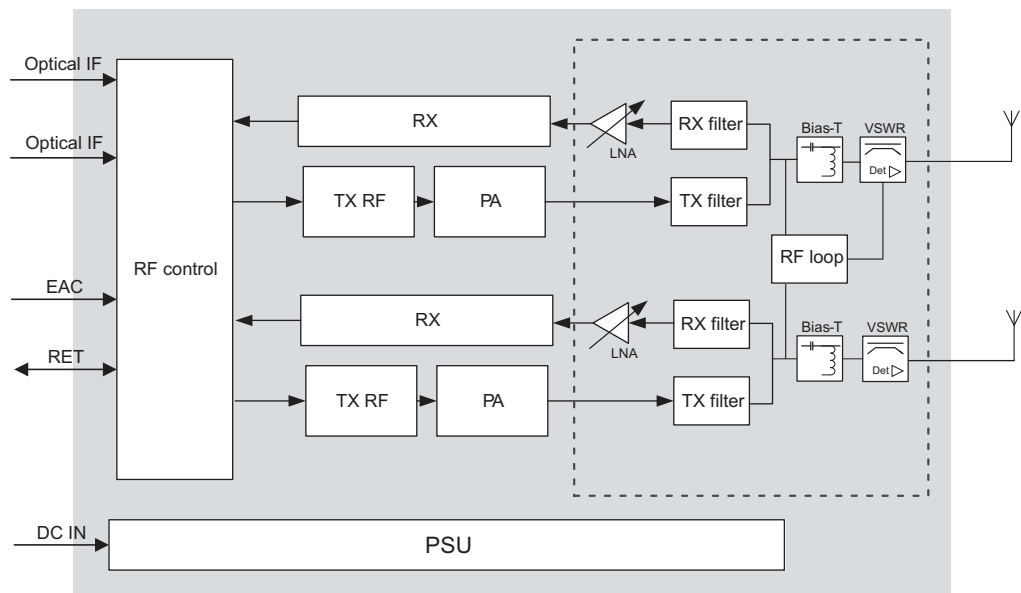 Optical IF
Optical IF
EAC
RET
DC IN
RF control
RX
LNA
RX filter
TX RF
PA
TX filter
Bias-T
VSWR
Det
RF loop
RX
LNA
RX filter
TX RF
PA
TX filter
Bias-T
VSWR
Det
PSU